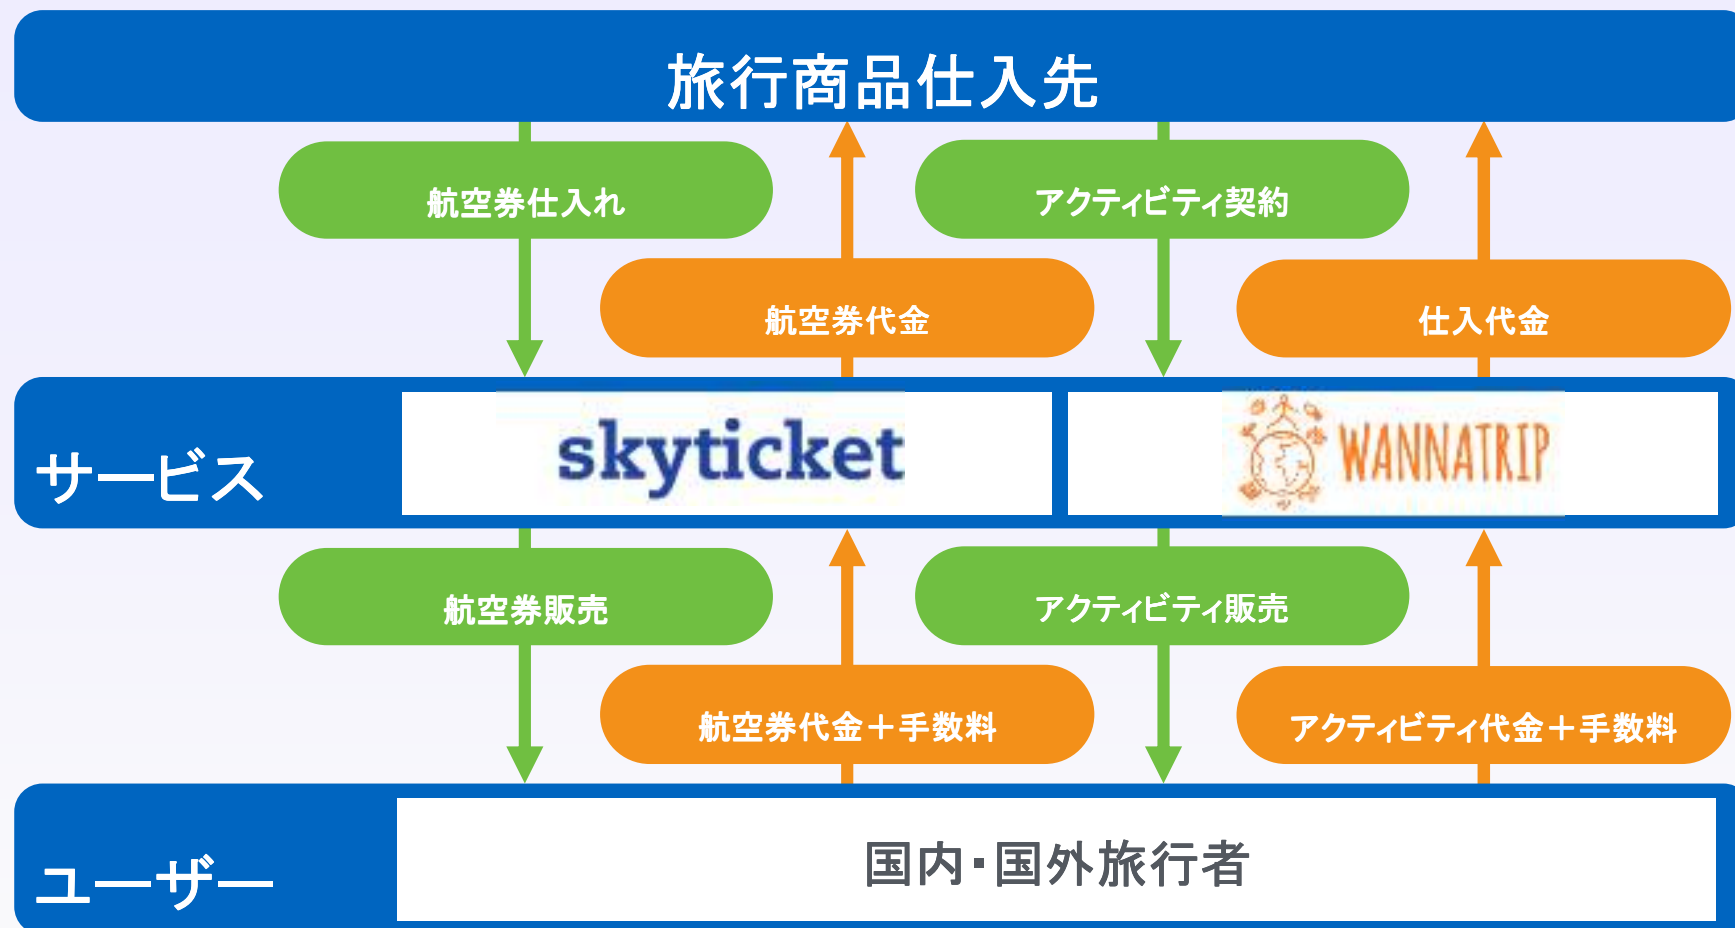 旅行商品仕入先
航空券仕入れ
アクティビティ契約
航空券代金
仕入代金
サービス
skyticket
WANNATRIP
航空券販売
アクティビティ販売
航空券代金＋手数料
アクティビティ代金＋手数料
ユーザー
国内・国外旅行者